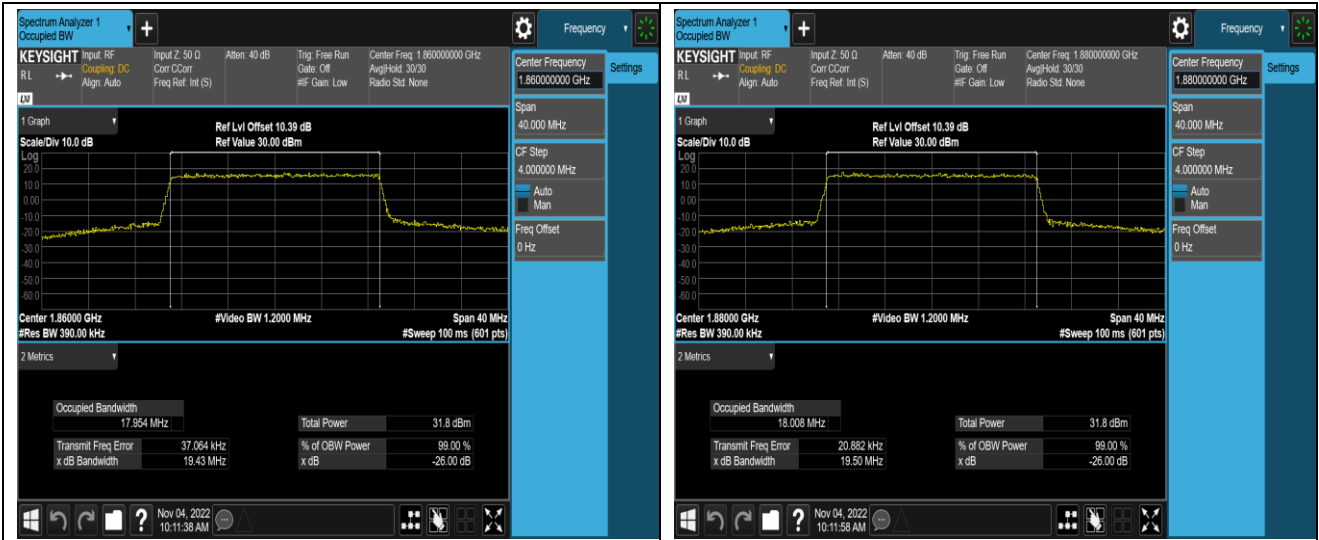 Spectrum Analyzer 1
Occupied BW
+
Frequency
KEYSIGHT
RL
LXI
Input: RF
Coupling: DC
Align: Auto
Input Z: 50 Ω
Corr CCorr
Freq Ref: Int (S)
Atten: 40 dB
Trig: Free Run
Gate: Off
#IF Gain: Low
Center Freq: 1.860000000 GHz
Avg|Hold: 30/30
Radio Std: None
Center Frequency
1.860000000 GHz
Settings
Span
40.000 MHz
CF Step
4.000000 MHz
Auto
Man
Freq Offset
0 Hz
1 Graph
Ref Lvl Offset 10.39 dB
Scale/Div 10.0 dB
Ref Value 30.00 dBm
Log
20.0
10.0
0.00
-10.0
-20.0
-30.0
-40.0
-50.0
-60.0
Center 1.86000 GHz
#Video BW 1.2000 MHz
Span 40 MHz
#Res BW 390.00 kHz
#Sweep 100 ms (601 pts)
2 Metrics
Occupied Bandwidth
17.954 MHz
Total Power 31.8 dBm
Transmit Freq Error 37.064 kHz
% of OBW Power 99.00 %
x dB Bandwidth 19.43 MHz
x dB -26.00 dB
?
Nov 04, 2022
10:11:38 AM
Spectrum Analyzer 1
Occupied BW
+
Frequency
KEYSIGHT
RL
LXI
Input: RF
Coupling: DC
Align: Auto
Input Z: 50 Ω
Corr CCorr
Freq Ref: Int (S)
Atten: 40 dB
Trig: Free Run
Gate: Off
#IF Gain: Low
Center Freq: 1.880000000 GHz
Avg|Hold: 30/30
Radio Std: None
Center Frequency
1.880000000 GHz
Settings
Span
40.000 MHz
CF Step
4.000000 MHz
Auto
Man
Freq Offset
0 Hz
1 Graph
Ref Lvl Offset 10.39 dB
Scale/Div 10.0 dB
Ref Value 30.00 dBm
Log
20.0
10.0
0.00
-10.0
-20.0
-30.0
-40.0
-50.0
-60.0
Center 1.88000 GHz
#Video BW 1.2000 MHz
Span 40 MHz
#Res BW 390.00 kHz
#Sweep 100 ms (601 pts)
2 Metrics
Occupied Bandwidth
18.008 MHz
Total Power 31.8 dBm
Transmit Freq Error 20.882 kHz
% of OBW Power 99.00 %
x dB Bandwidth 19.50 MHz
x dB -26.00 dB
?
Nov 04, 2022
10:11:58 AM